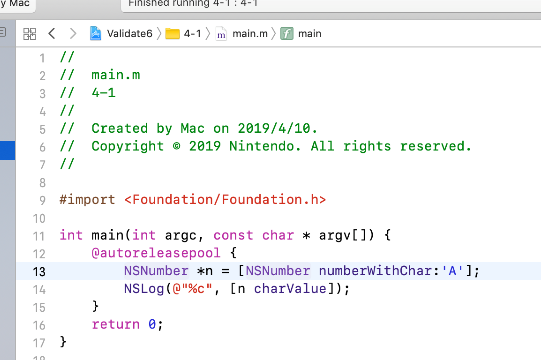 y Mac
Finished running 4-1 : 4-1
Validate6 〉 4-1 〉 m main.m 〉 f main
1 //
2 //  main.m
3 //  4-1
4 //
5 //  Created by Mac on 2019/4/10.
6 //  Copyright © 2019 Nintendo. All rights reserved.
7 //
8
9 #import <Foundation/Foundation.h>
10
11 int main(int argc, const char * argv[]) {
12     @autoreleasepool {
13         NSNumber *n = [NSNumber numberWithChar:'A'];
14         NSLog(@"%c", [n charValue]);
15     }
16     return 0;
17 }
18